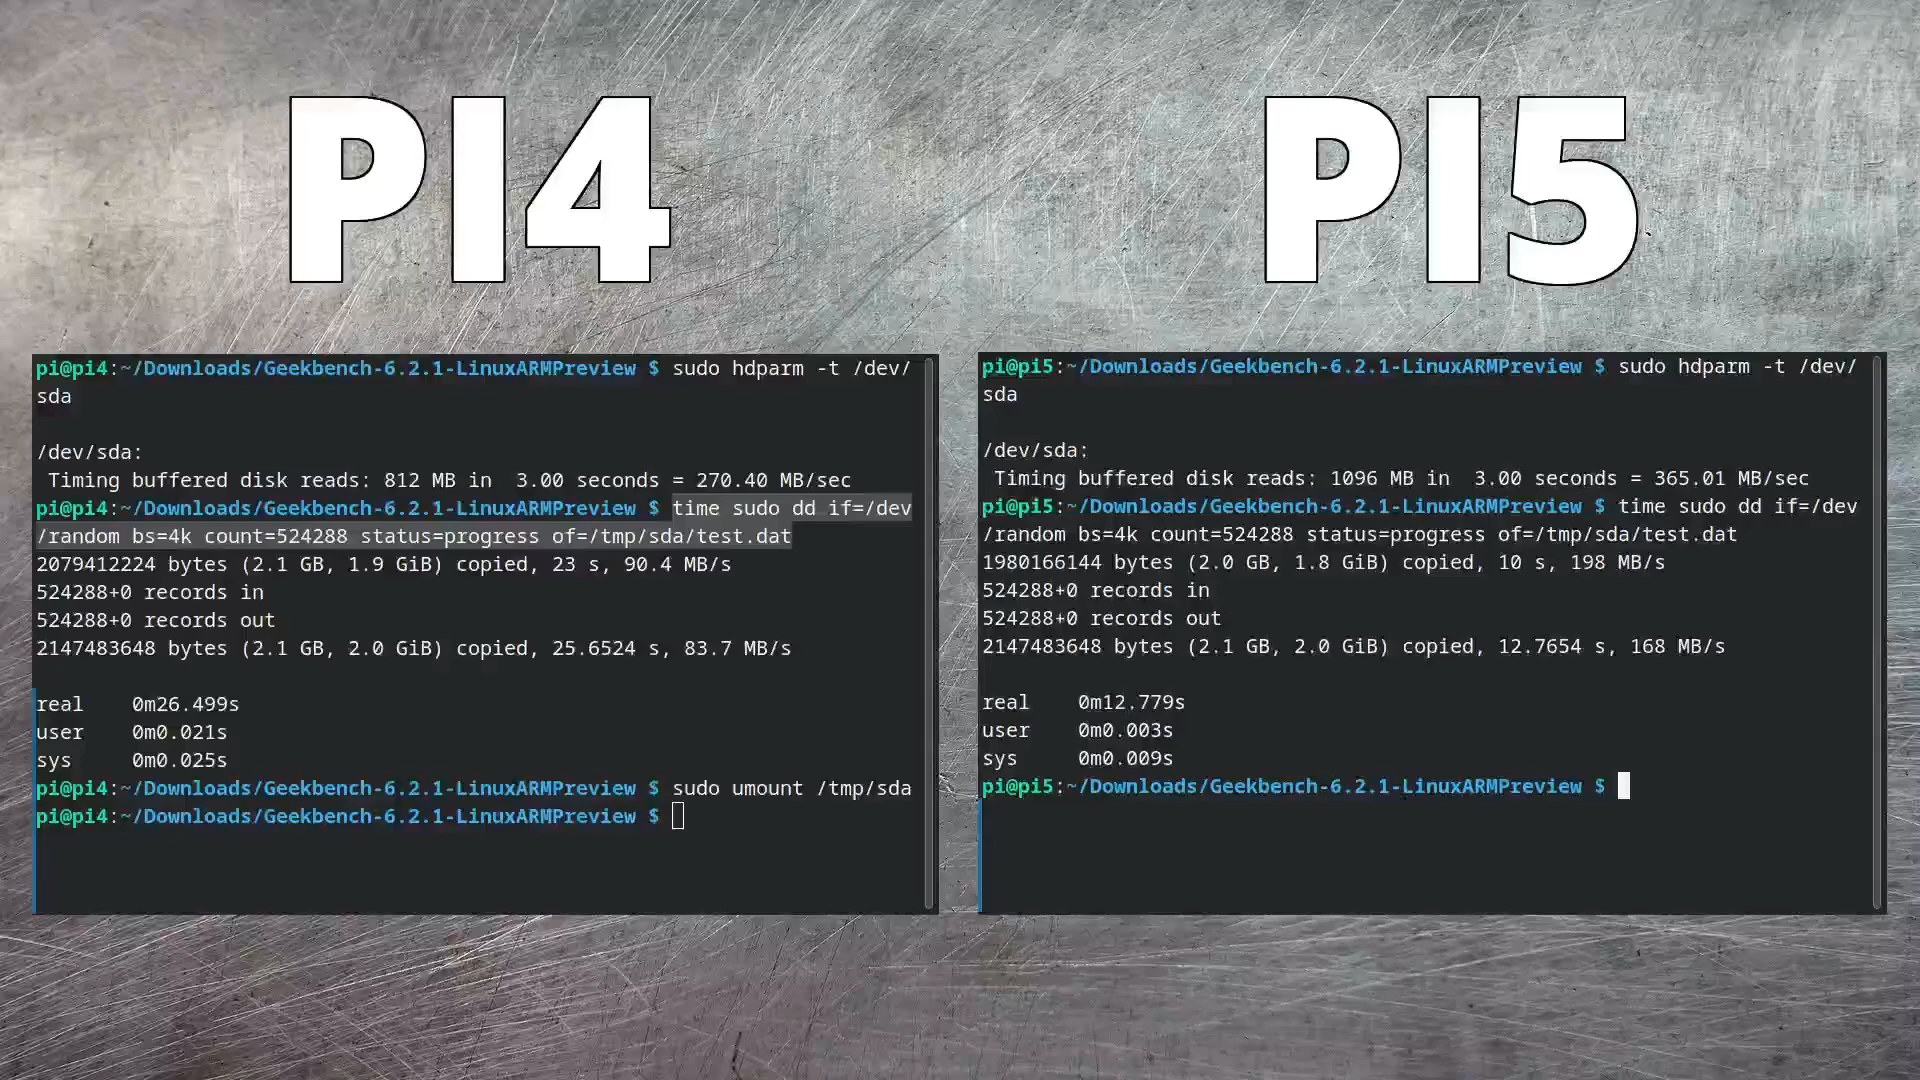 PI4
pi@pi4:~/Downloads/Geekbench-6.2.1-LinuxARMPreview $ sudo hdparm -t /dev/
sda
/dev/sda:
Timing buffered disk reads: 812 MB in  3.00 seconds = 270.40 MB/sec
pi@pi4:~/Downloads/Geekbench-6.2.1-LinuxARMPreview $ time sudo dd if=/dev
/random bs=4k count=524288 status=progress of=/tmp/sda/test.dat
2079412224 bytes (2.1 GB, 1.9 GiB) copied, 23 s, 90.4 MB/s
524288+0 records in
524288+0 records out
2147483648 bytes (2.1 GB, 2.0 GiB) copied, 25.6524 s, 83.7 MB/s
real    0m26.499s
user    0m0.021s
sys     0m0.025s
pi@pi4:~/Downloads/Geekbench-6.2.1-LinuxARMPreview $ sudo umount /tmp/sda
pi@pi4:~/Downloads/Geekbench-6.2.1-LinuxARMPreview $
PI5
pi@pi5:~/Downloads/Geekbench-6.2.1-LinuxARMPreview $ sudo hdparm -t /dev/
sda
/dev/sda:
Timing buffered disk reads: 1096 MB in  3.00 seconds = 365.01 MB/sec
pi@pi5:~/Downloads/Geekbench-6.2.1-LinuxARMPreview $ time sudo dd if=/dev
/random bs=4k count=524288 status=progress of=/tmp/sda/test.dat
1980166144 bytes (2.0 GB, 1.8 GiB) copied, 10 s, 198 MB/s
524288+0 records in
524288+0 records out
2147483648 bytes (2.1 GB, 2.0 GiB) copied, 12.7654 s, 168 MB/s
real    0m12.779s
user    0m0.003s
sys     0m0.009s
pi@pi5:~/Downloads/Geekbench-6.2.1-LinuxARMPreview $